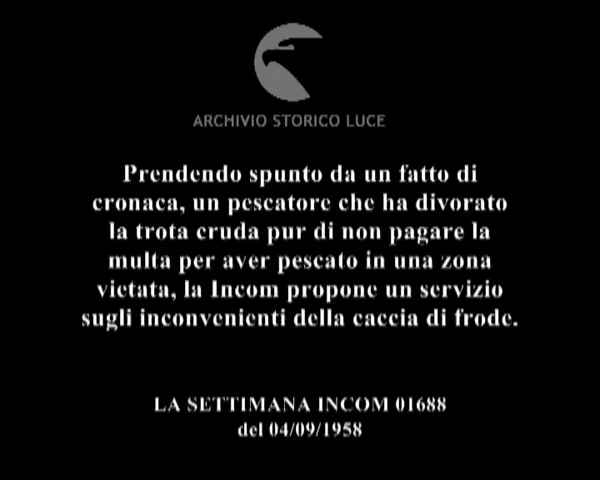 ARCHIVIO STORICO LUCE
Prendendo spunto da un fatto di
cronaca, un pescatore che ha divorato
la trota cruda pur di non pagare la
multa per aver pescato in una zona
vietata, la Incom propone un servizio
sugli inconvenienti della caccia di frode.
LA SETTIMANA INCOM 01688
del 04/09/1958